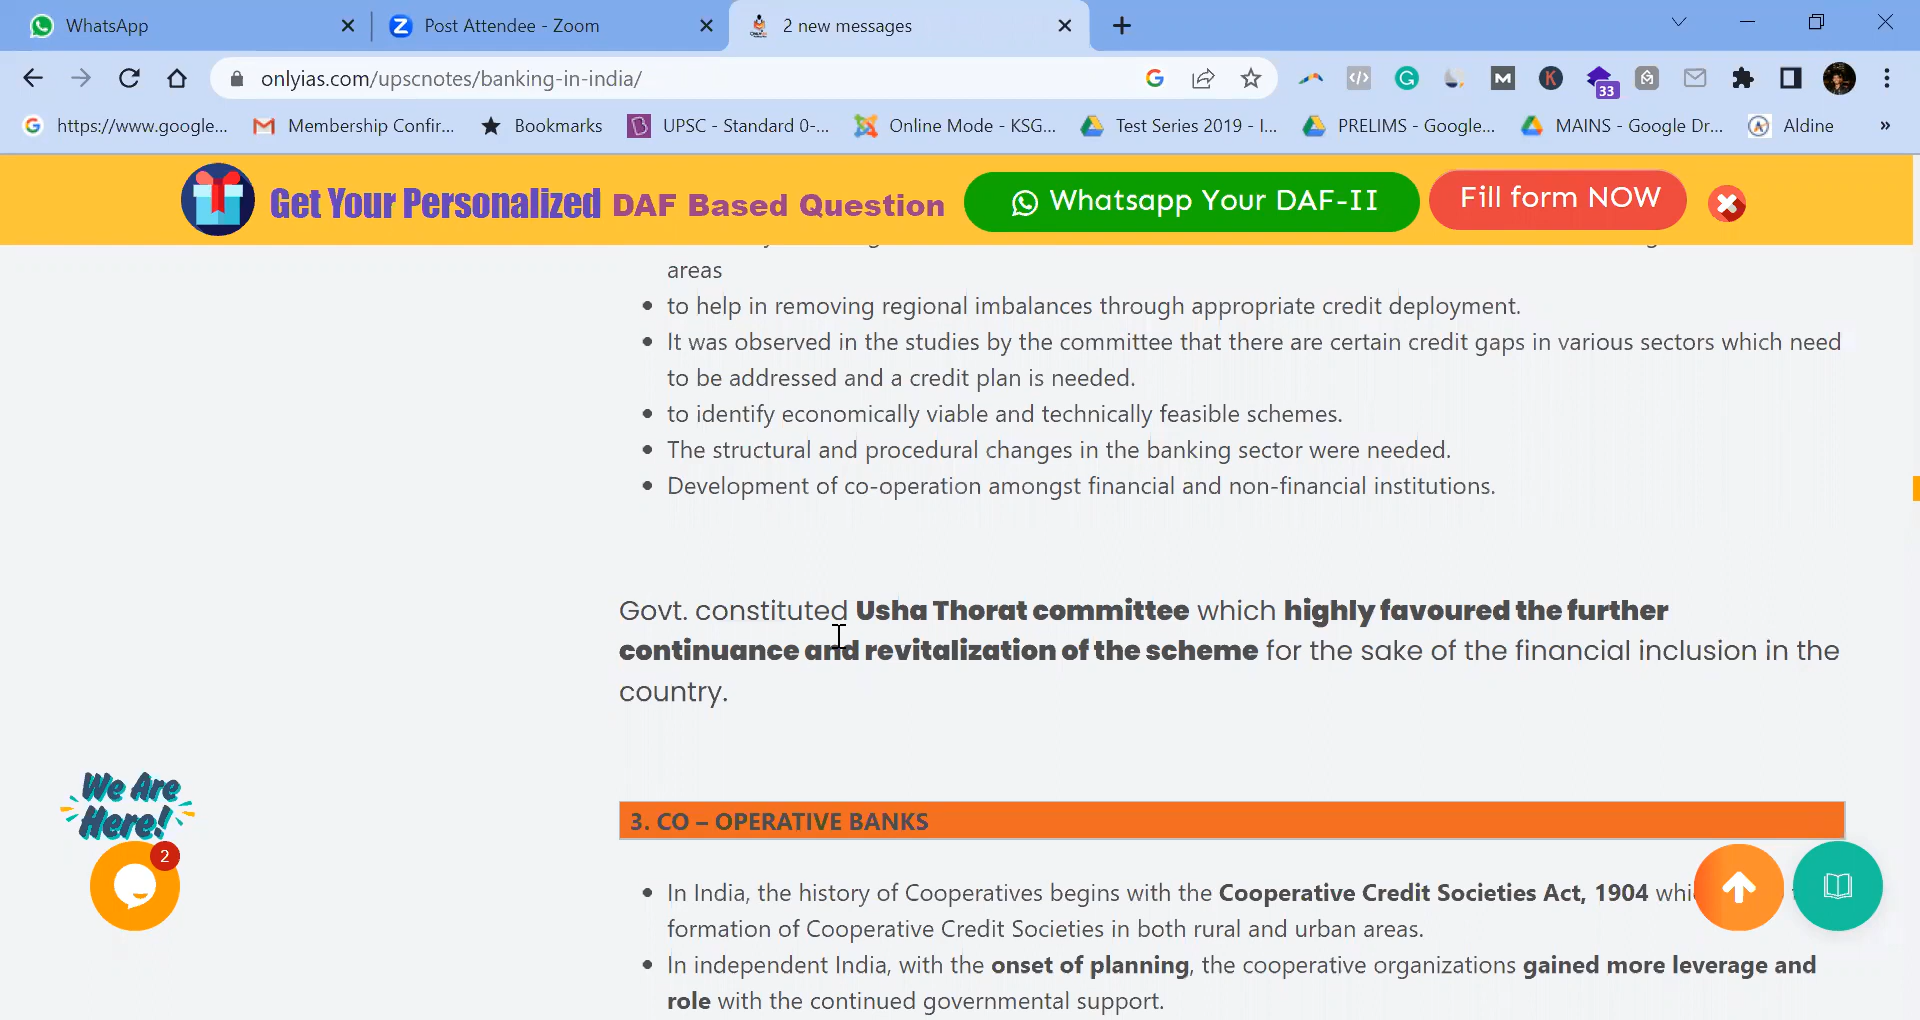 WhatsApp
Post Attendee - Zoom
2 new messages
onlyias.com/upscnotes/banking-in-india/
33
https://www.google...
Membership Confir...
Bookmarks
UPSC - Standard 0-...
Online Mode - KSG...
Test Series 2019 - I...
PRELIMS - Google...
MAINS - Google Dr...
Aldine
»
Get Your Personalized DAF Based Question
Whatsapp Your DAF-II
Fill form NOW
areas
• to help in removing regional imbalances through appropriate credit deployment.
• It was observed in the studies by the committee that there are certain credit gaps in various sectors which need
to be addressed and a credit plan is needed.
• to identify economically viable and technically feasible schemes.
• The structural and procedural changes in the banking sector were needed.
• Development of co-operation amongst financial and non-financial institutions.
Govt. constituted Usha Thorat committee which highly favoured the further
continuance and revitalization of the scheme for the sake of the financial inclusion in the
country.
We Are
Here!
2
3. CO – OPERATIVE BANKS
• In India, the history of Cooperatives begins with the Cooperative Credit Societies Act, 1904
formation of Cooperative Credit Societies in both rural and urban areas.
• In independent India, with the onset of planning, the cooperative organizations gained more leverage and
role with the continued governmental support.